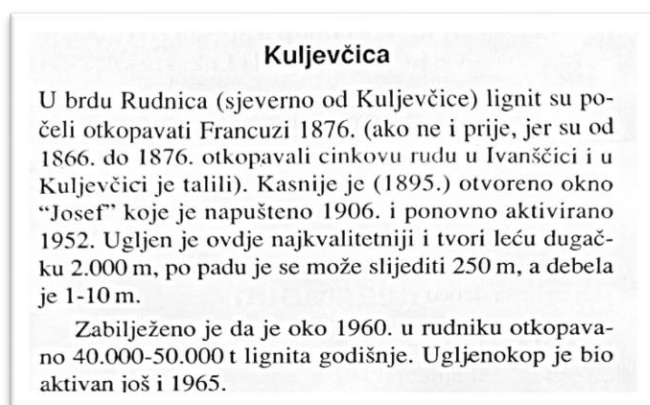 Kuljevčica
U brdu Rudnica (sjeverno od Kuljevčice) lignit su po-
čeli otkopavati Francuzi 1876. (ako ne i prije, jer su od
1866. do 1876. otkopavali cinkovu rudu u Ivanščici i u
Kuljevčici je talili). Kasnije je (1895.) otvoreno okno
“Josef” koje je napušteno 1906. i ponovno aktivirano
1952. Ugljen je ovdje najkvalitetniji i tvori leću dugač-
ku 2.000 m, po padu je se može slijediti 250 m, a debela
je 1-10 m.
Zabilježeno je da je oko 1960. u rudniku otkopava-
no 40.000-50.000 t lignita godišnje. Ugljenokop je bio
aktivan još i 1965.